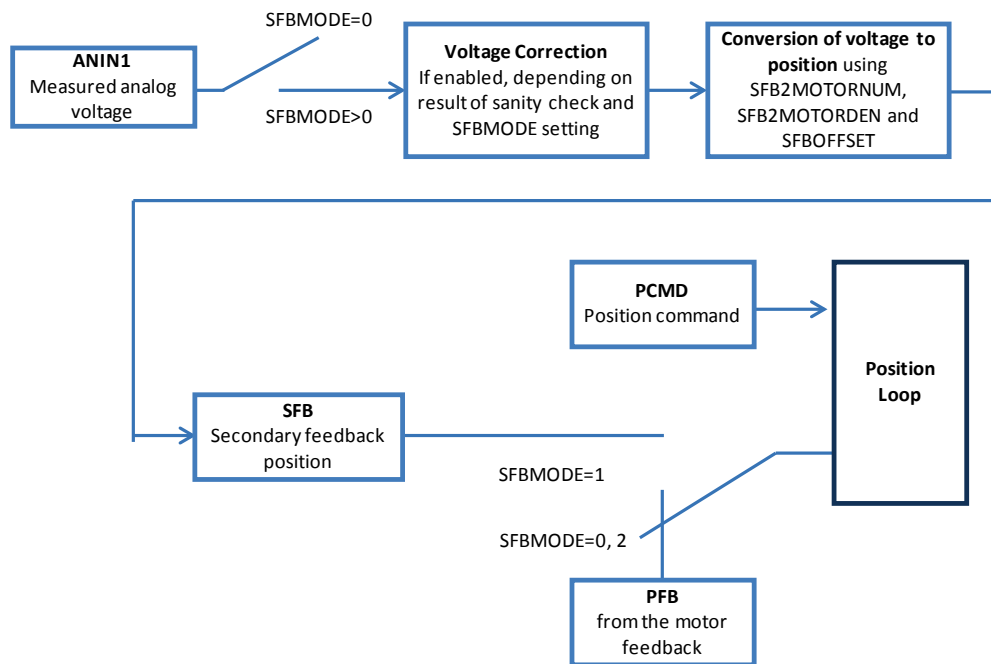 SFBMODE=0
ANIN1
Measured analog
voltage
SFBMODE>0
Voltage Correction
If enabled, depending on
result of sanity check and
SFBMODE setting
Conversion of voltage to
position using
SFB2MOTORNUM,
SFB2MOTORDEN and
SFBOFFSET
PCMD
Position command
Position
Loop
SFB
Secondary feedback
position
SFBMODE=1
SFBMODE=0, 2
PFB
from the motor
feedback